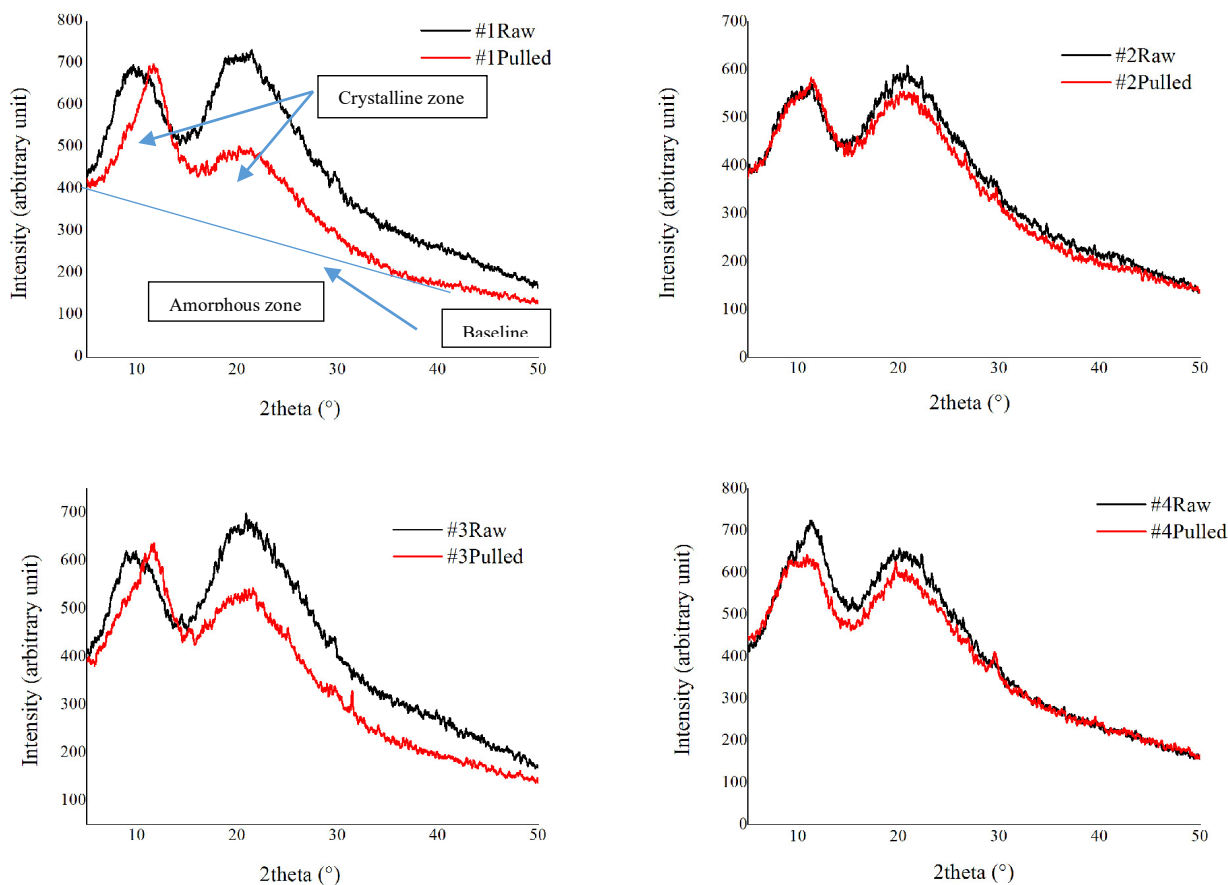 800
700
600
500
400
300
200
100
0
10
20
30
40
50
Intensity (arbitrary unit)
2theta (°)
#1Raw
#1Pulled
Crystalline zone
Amorphous zone
Baseline
700
600
500
400
300
200
100
0
10
20
30
40
50
Intensity (arbitrary unit)
2theta (°)
#2Raw
#2Pulled
700
600
500
400
300
200
100
10
20
30
40
50
Intensity (arbitrary unit)
2theta (°)
#3Raw
#3Pulled
800
700
600
500
400
300
200
100
0
10
20
30
40
50
Intensity (arbitrary unit)
2theta (°)
#4Raw
#4Pulled